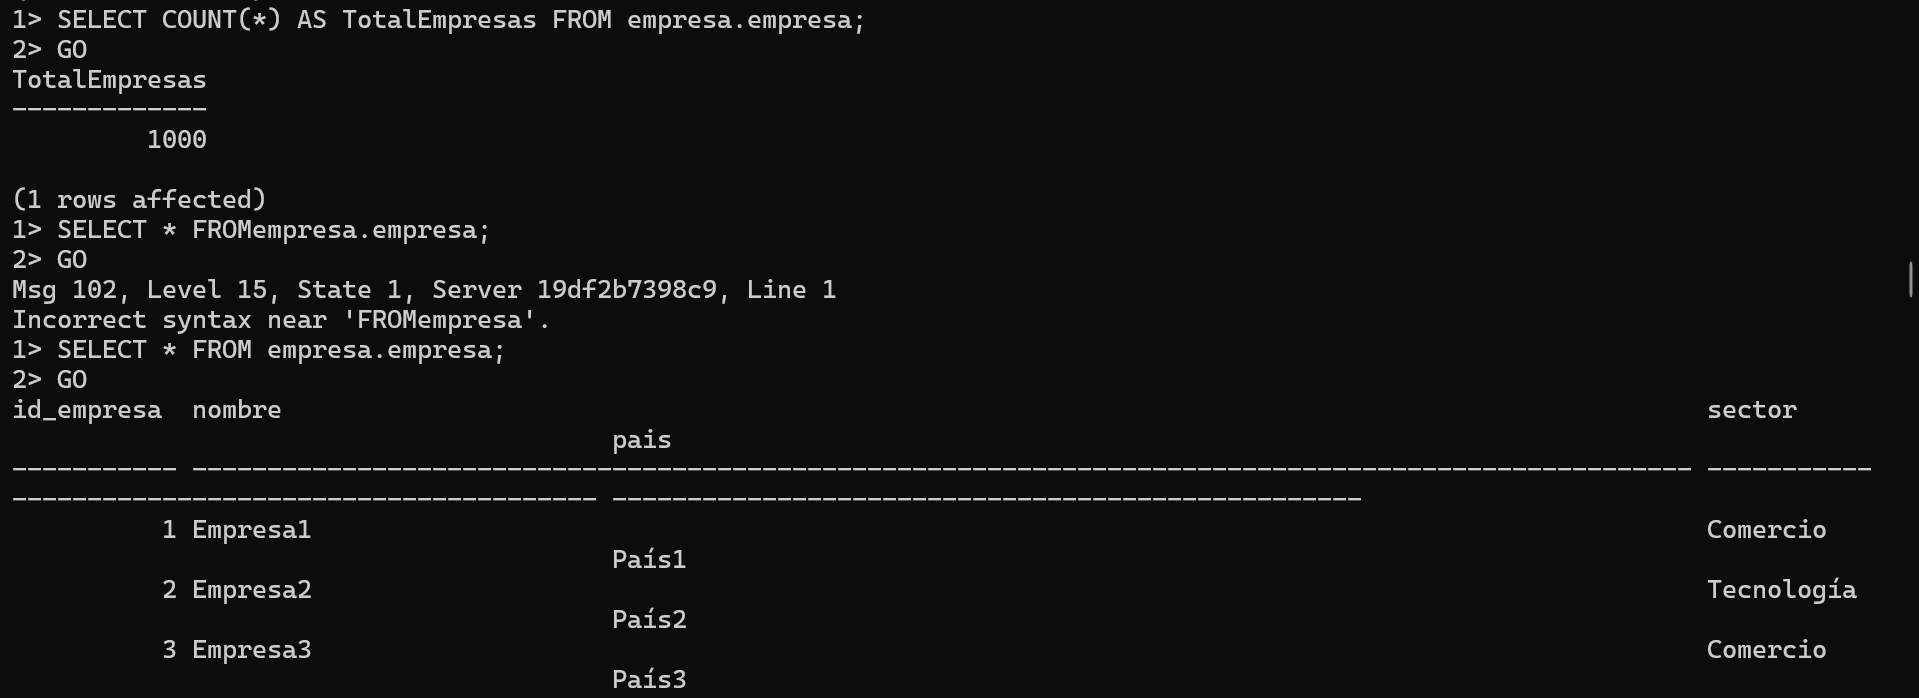 1> SELECT COUNT(*) AS TotalEmpresas FROM empresa.empresa;
2> GO
TotalEmpresas
-------------
         1000
(1 rows affected)
1> SELECT * FROMempresa.empresa;
2> GO
Msg 102, Level 15, State 1, Server 19df2b7398c9, Line 1
Incorrect syntax near 'FROMempresa'.
1> SELECT * FROM empresa.empresa;
2> GO
id_empresa  nombre                                                                                               sector
                                        pais
----------- ---------------------------------------------------------------------------------------------------- -----------
--------------------------------------- --------------------------------------------------
          1 Empresa1                                                                                             Comercio
                                        País1
          2 Empresa2                                                                                             Tecnología
                                        País2
          3 Empresa3                                                                                             Comercio
                                        País3